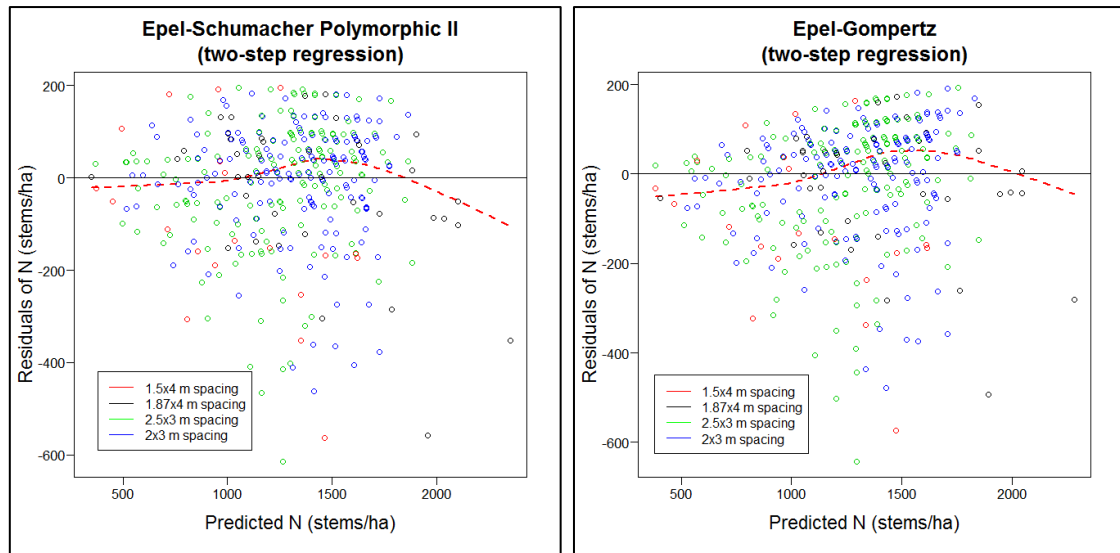 Epel-Schumacher Polymorphic II
(two-step regression)
Residuals of N (stems/ha)
200
0
-200
-400
-600
1.5x4 m spacing
1.87x4 m spacing
2.5x3 m spacing
2x3 m spacing
500
1000
1500
2000
Predicted N (stems/ha)
Epel-Gompertz
(two-step regression)
Residuals of N (stems/ha)
200
0
-200
-400
-600
1.5x4 m spacing
1.87x4 m spacing
2.5x3 m spacing
2x3 m spacing
500
1000
1500
2000
Predicted N (stems/ha)